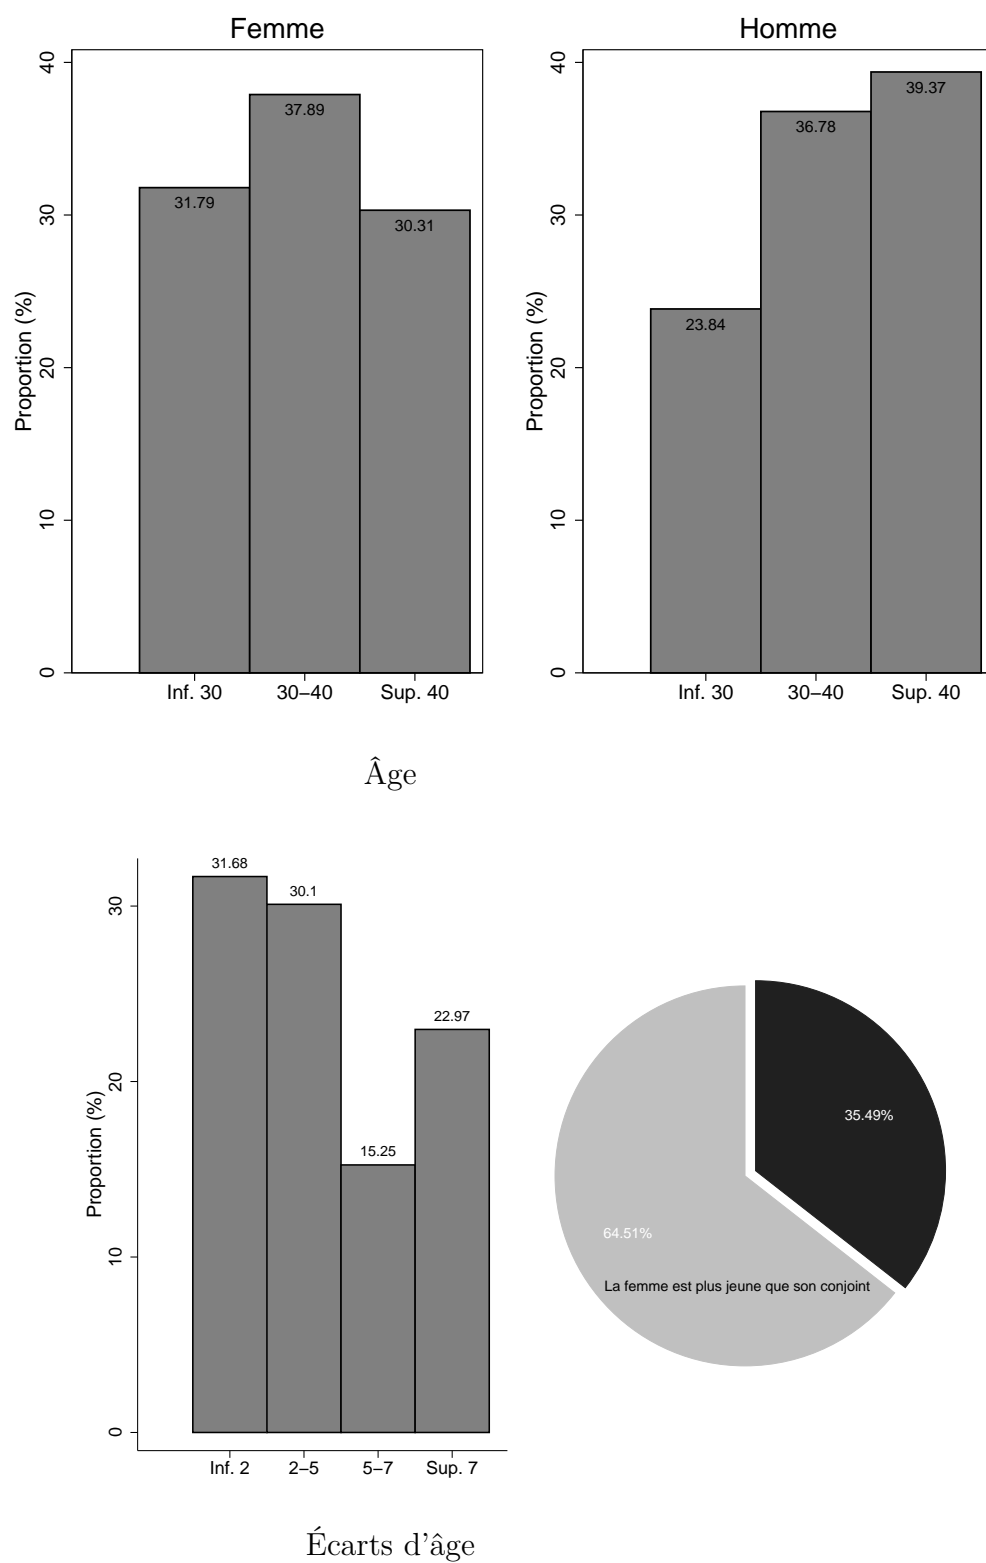 Femme
Homme
Proportion (%)
40
30
20
10
0
37.89
31.79
30.31
Inf. 30 30−40 Sup. 40
Proportion (%)
40
30
20
10
0
39.37
36.78
23.84
Inf. 30 30−40 Sup. 40
Âge
Proportion (%)
30
20
10
0
31.68
30.1
22.97
15.25
Inf. 2 2−5 5−7 Sup. 7
35.49%
64.51%
La femme est plus jeune que son conjoint
Écarts d'âge